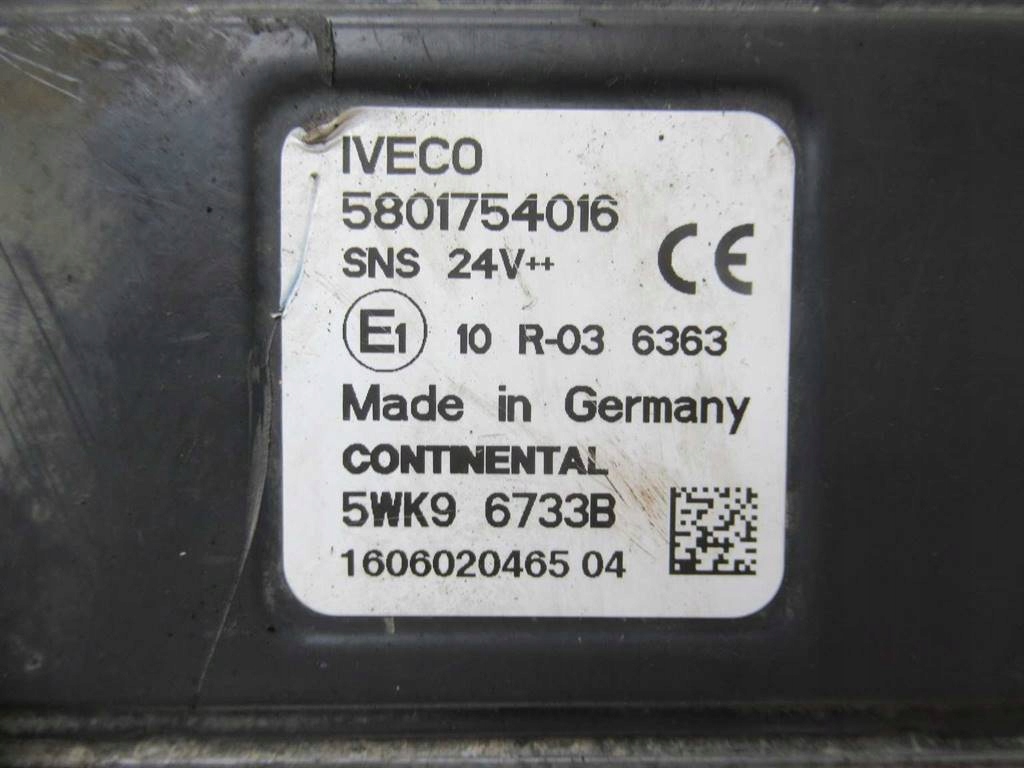 IVECO
5801754016
SNS 24V++
CE
E1 10 R-03 6363
Made in Germany
CONTINENTAL
5WK9 6733B
1606020465 04